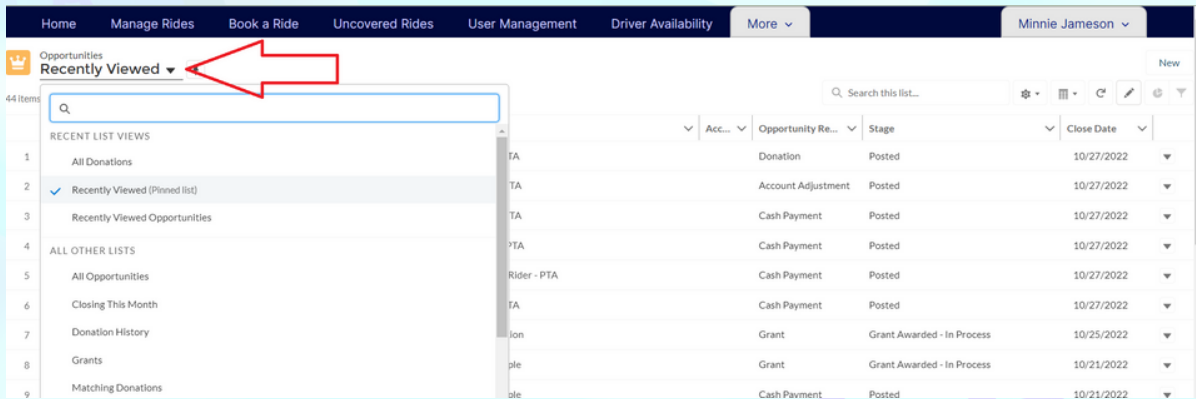 Home Manage Rides Book a Ride Uncovered Rides User Management Driver Availability More Minnie Jameson
Opportunities
Recently Viewed
New
44 items
Search this list...
Acc... Opportunity Re... Stage Close Date
RECENT LIST VIEWS
All Donations
Recently Viewed (Pinned list)
Recently Viewed Opportunities
ALL OTHER LISTS
All Opportunities
Closing This Month
Donation History
Grants
Matching Donations
1 TA Donation Posted 10/27/2022
2 TA Account Adjustment Posted 10/27/2022
3 TA Cash Payment Posted 10/27/2022
4 PTA Cash Payment Posted 10/27/2022
5 Rider - PTA Cash Payment Posted 10/27/2022
6 TA Cash Payment Posted 10/27/2022
7 ion Grant Grant Awarded - In Process 10/25/2022
8 ple Grant Grant Awarded - In Process 10/21/2022
9 ple Cash Payment Posted 10/21/2022